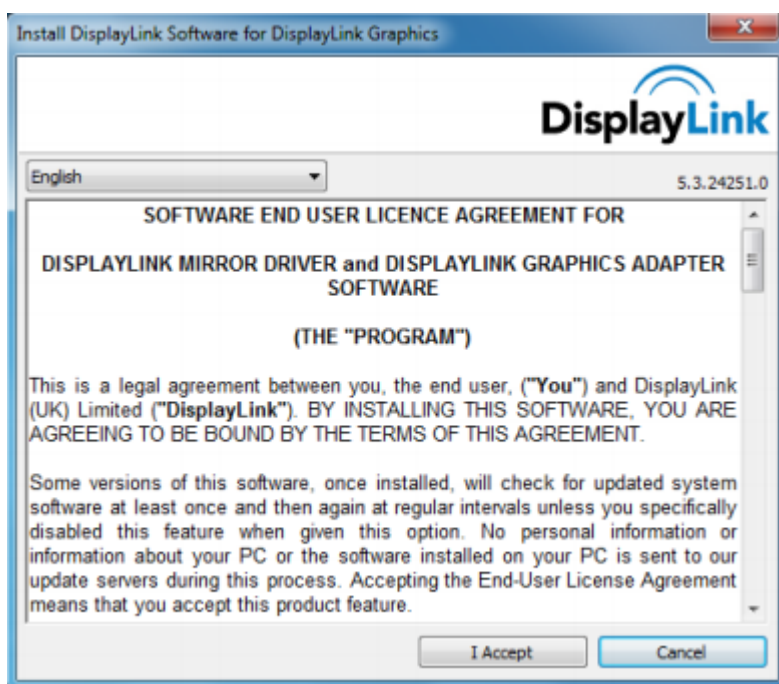 Install DisplayLink Software for DisplayLink Graphics
x
DisplayLink
English
5.3.24251.0
SOFTWARE END USER LICENCE AGREEMENT FOR
DISPLAYLINK MIRROR DRIVER and DISPLAYLINK GRAPHICS ADAPTER
SOFTWARE
(THE "PROGRAM")
This is a legal agreement between you, the end user, ("You") and DisplayLink
(UK) Limited ("DisplayLink"). BY INSTALLING THIS SOFTWARE, YOU ARE
AGREEING TO BE BOUND BY THE TERMS OF THIS AGREEMENT.
Some versions of this software, once installed, will check for updated system
software at least once and then again at regular intervals unless you specifically
disabled this feature when given this option. No personal information or
information about your PC or the software installed on your PC is sent to our
update servers during this process. Accepting the End-User License Agreement
means that you accept this product feature.
I Accept
Cancel